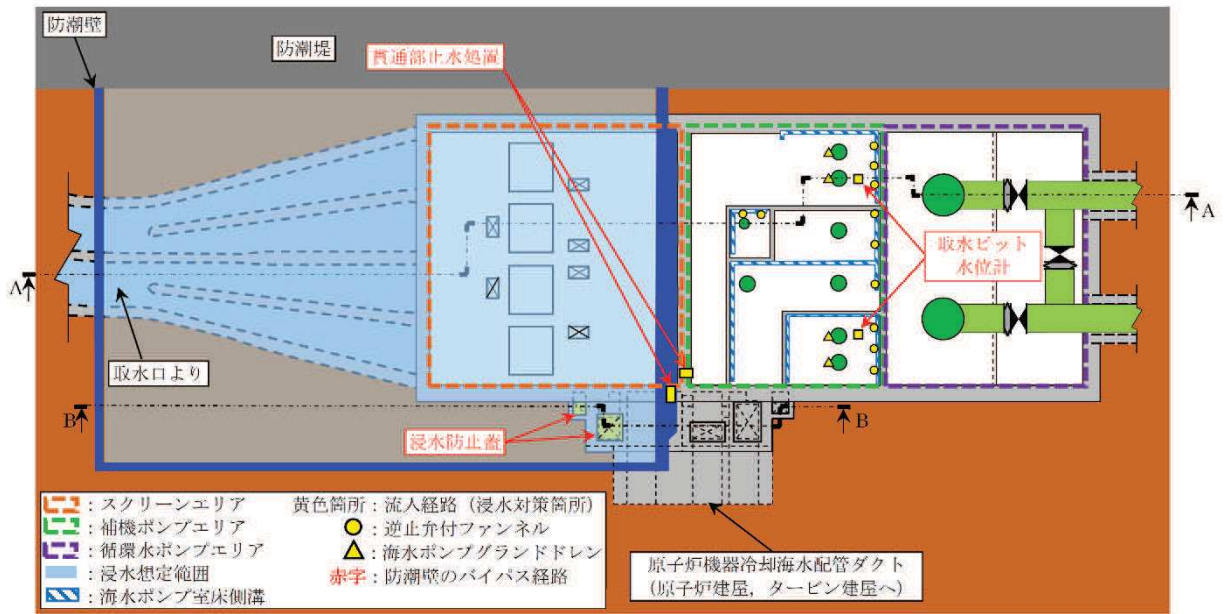 防潮壁
防潮堤
貫通部止水処置
A
A
取水ピット
水位計
取水口より
B
B
浸水防止蓋
:スクリーンエリア
:補機ポンプエリア
:循環水ポンプエリア
:浸水想定範囲
:海水ポンプ室床側溝
黄色箇所:流入経路(浸水対策箇所)
:逆止弁付ファンネル
:海水ポンプグランドドレン
赤字:防潮壁のバイパス経路
原子炉機器冷却海水配管ダクト
(原子炉建屋,タービン建屋へ)